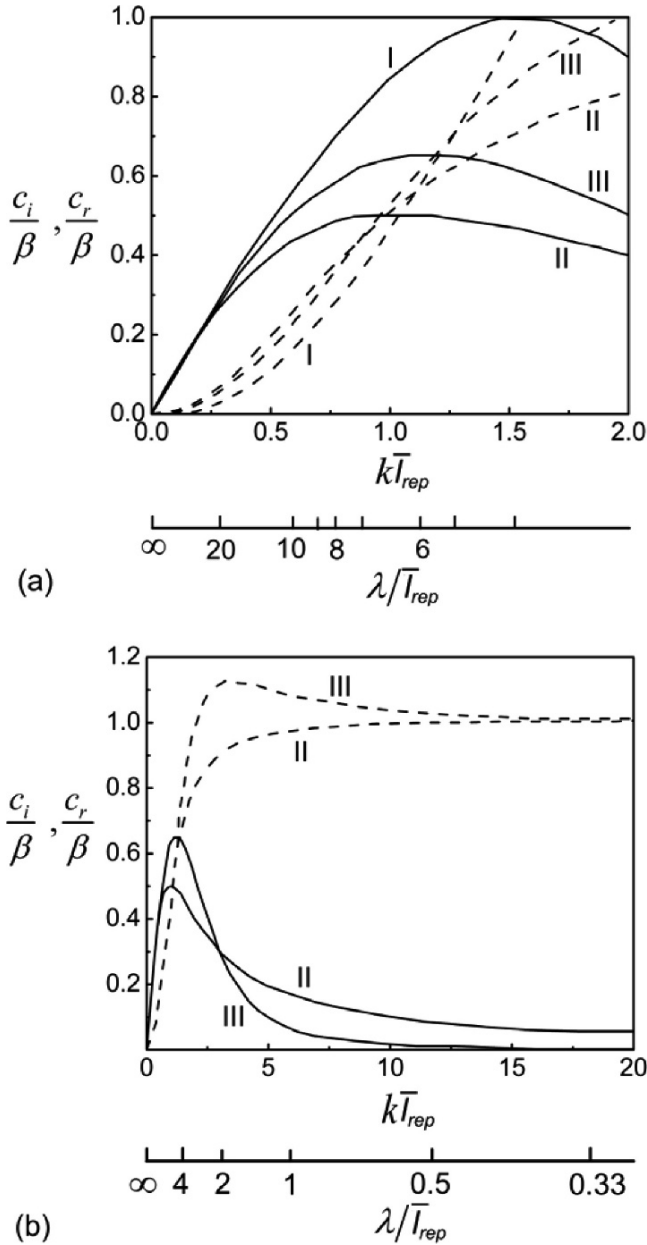 1.0
0.8
0.6
0.4
0.2
0.0
c_i/β , c_r/β
I
III
II
III
II
I
0.0 0.5 1.0 1.5 2.0
k l̅_rep
∞ 20 10 8 6
λ/l̅_rep
(a)
1.2
1.0
0.8
0.6
0.4
0.2
c_i/β , c_r/β
III
II
II
III
0 5 10 15 20
k l̅_rep
∞ 4 2 1 0.5 0.33
λ/l̅_rep
(b)